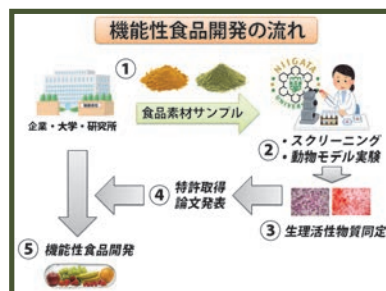 機能性食品開発の流れ
①
食品素材サンプル
企業・大学・研究所
NIIGATA
UNIVERSITY
②
・スクリーニング
・動物モデル実験
③ 生理活性物質同定
④ 特許取得
論文発表
⑤ 機能性食品開発